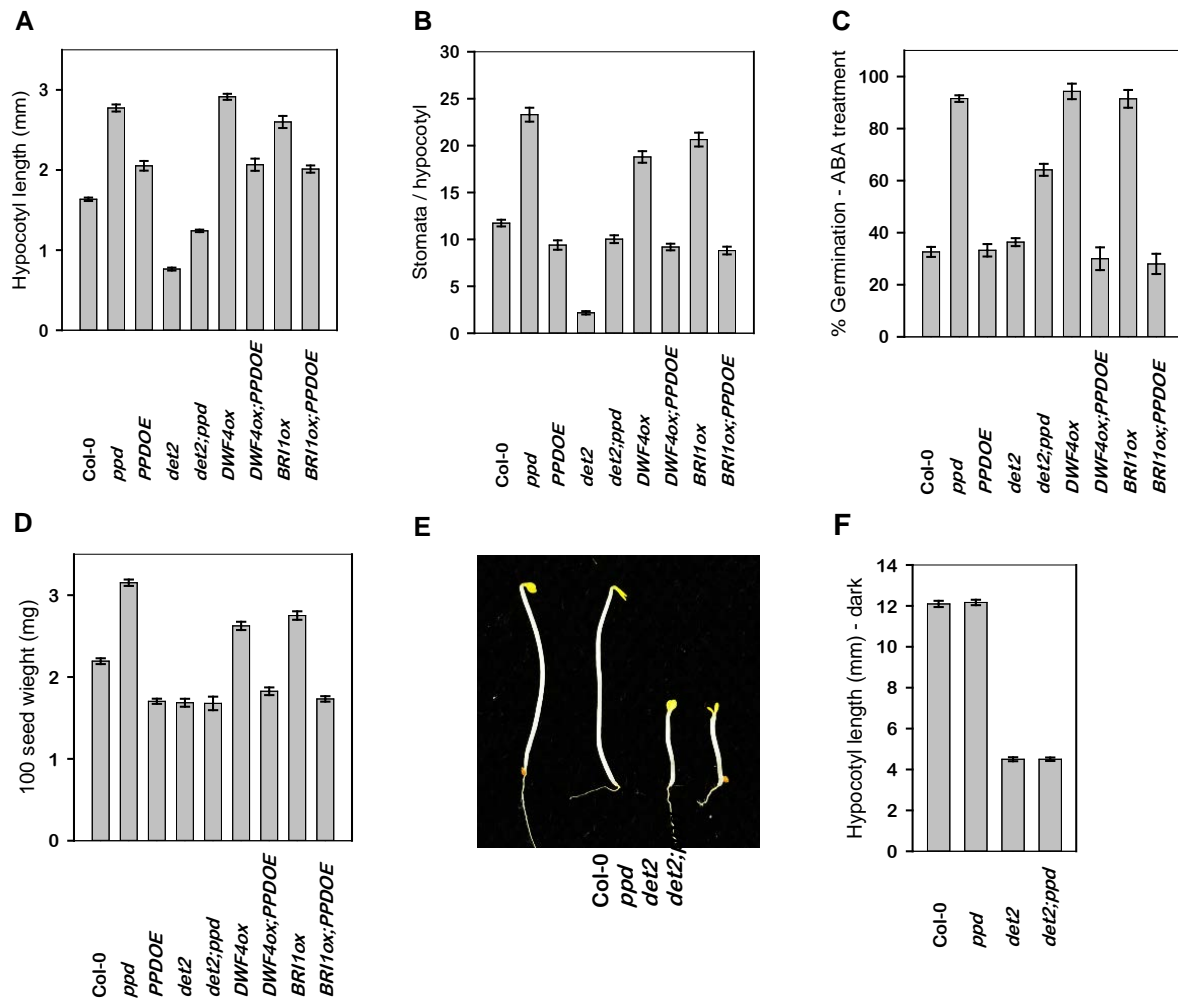 A
Hypocotyl length (mm)
3
2
1
0
Col-0
ppd
PPDOE
det2
det2;ppd
DWF4ox
DWF4ox;PPDOE
BRI1ox
BRI1ox;PPDOE
B
Stomata / hypocotyl
30
25
20
15
10
5
0
Col-0
ppd
PPDOE
det2
det2;ppd
DWF4ox
DWF4ox;PPDOE
BRI1ox
BRI1ox;PPDOE
C
% Germination - ABA treatment
100
80
60
40
20
0
Col-0
ppd
PPDOE
det2
det2;ppd
DWF4ox
DWF4ox;PPDOE
BRI1ox
BRI1ox;PPDOE
D
100 seed wieght (mg)
3
2
1
0
Col-0
ppd
PPDOE
det2
det2;ppd
DWF4ox
DWF4ox;PPDOE
BRI1ox
BRI1ox;PPDOE
E
Col-0
ppd
det2
det2;
F
Hypocotyl length (mm) - dark
14
12
10
8
6
4
2
0
Col-0
ppd
det2
det2;ppd